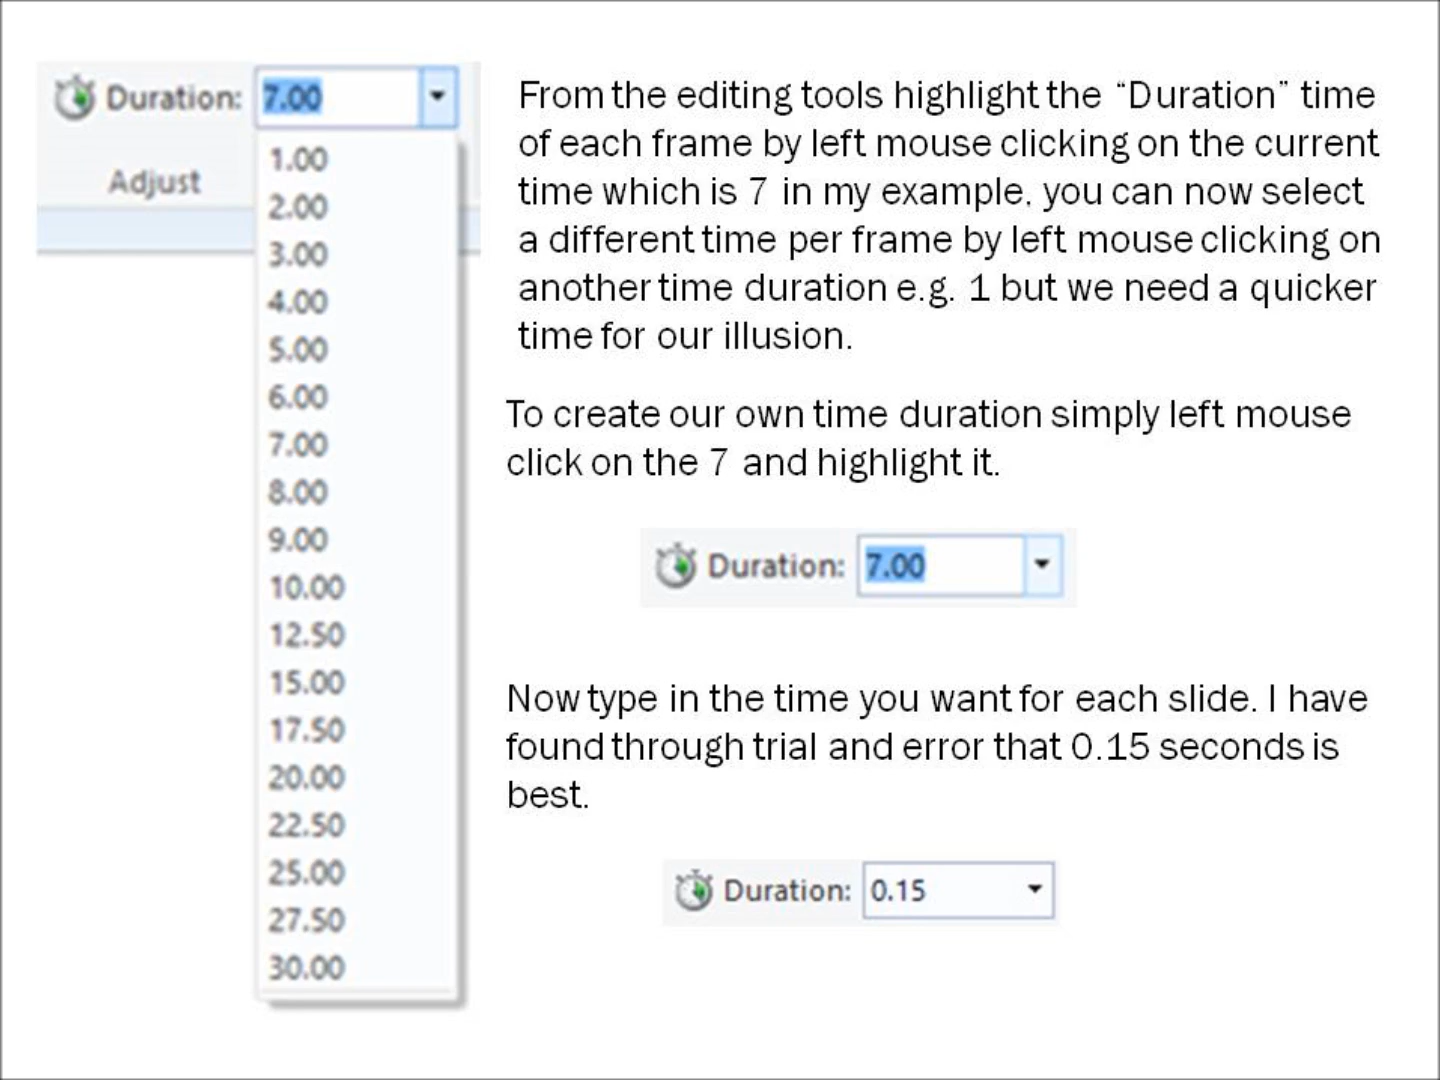 Duration: 7.00
Adjust
1.00
2.00
3.00
4.00
5.00
6.00
7.00
8.00
9.00
10.00
12.50
15.00
17.50
20.00
22.50
25.00
27.50
30.00
From the editing tools highlight the “Duration” time
of each frame by left mouse clicking on the current
time which is 7 in my example, you can now select
a different time per frame by left mouse clicking on
another time duration e.g. 1 but we need a quicker
time for our illusion.
To create our own time duration simply left mouse
click on the 7 and highlight it.
Duration: 7.00
Now type in the time you want for each slide. I have
found through trial and error that 0.15 seconds is
best.
Duration: 0.15